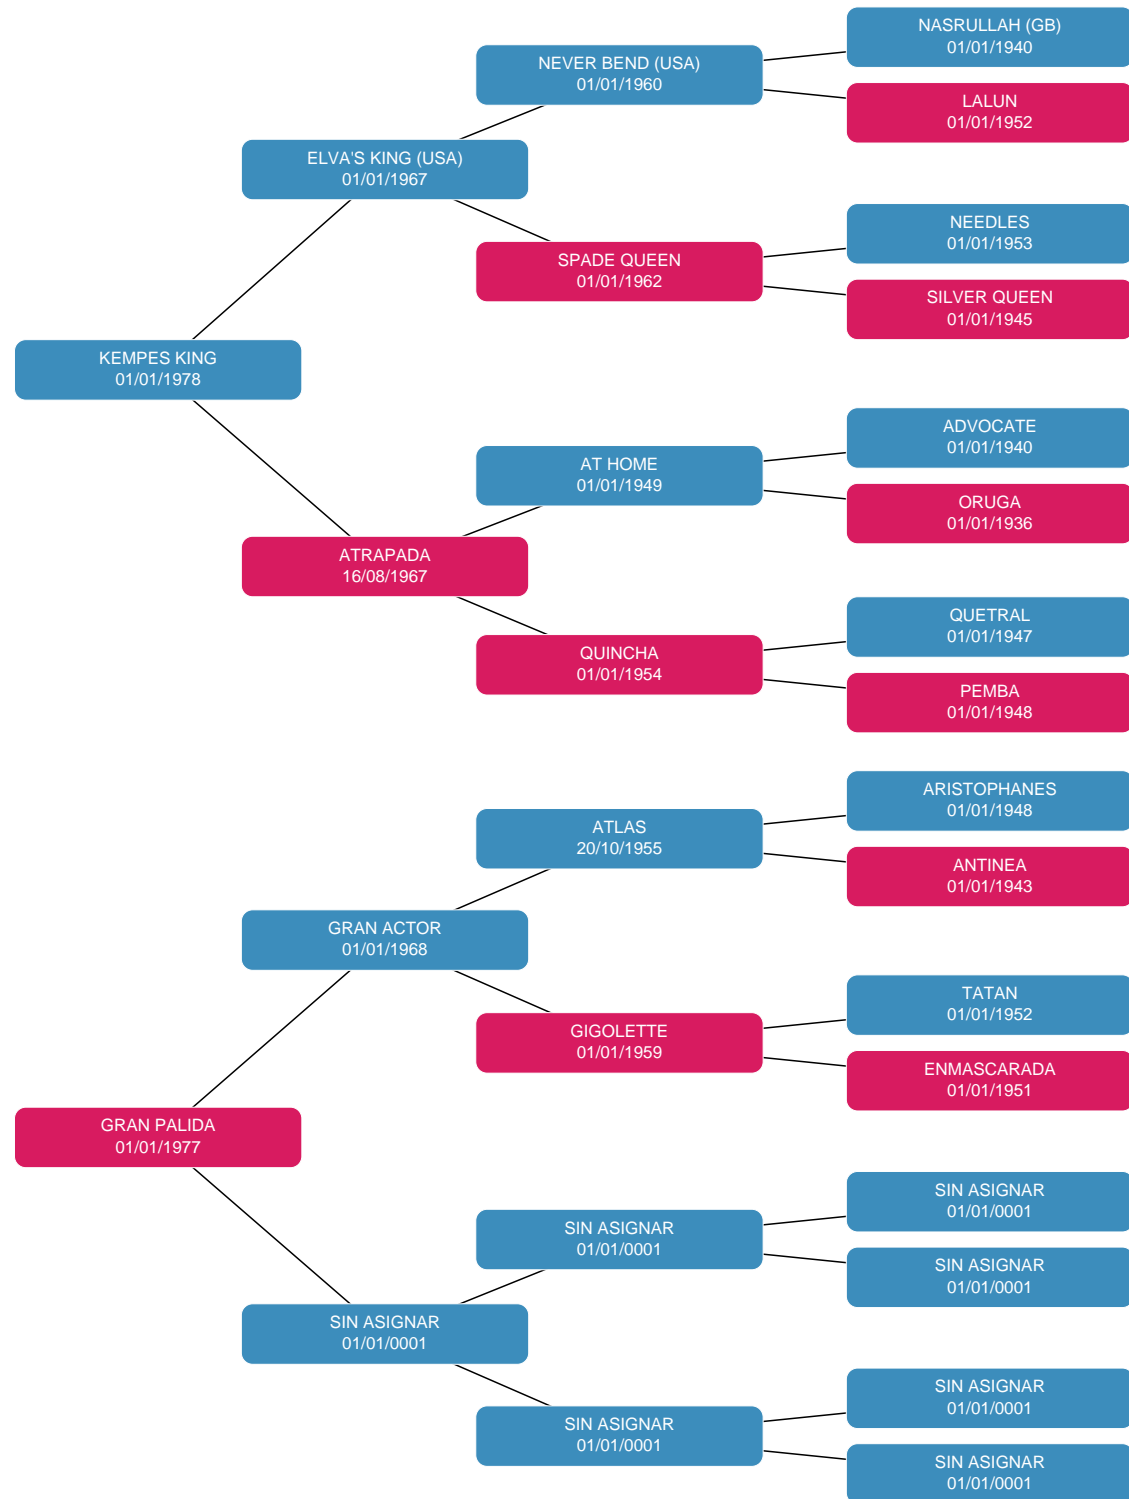 NASRULLAH (GB)
01/01/1940
NEVER BEND (USA)
01/01/1960
LALUN
01/01/1952
ELVA'S KING (USA)
01/01/1967
NEEDLES
01/01/1953
SPADE QUEEN
01/01/1962
SILVER QUEEN
01/01/1945
KEMPES KING
01/01/1978
ADVOCATE
01/01/1940
AT HOME
01/01/1949
ORUGA
01/01/1936
ATRAPADA
16/08/1967
QUETRAL
01/01/1947
QUINCHA
01/01/1954
PEMBA
01/01/1948
ARISTOPHANES
01/01/1948
ATLAS
20/10/1955
ANTINEA
01/01/1943
GRAN ACTOR
01/01/1968
TATAN
01/01/1952
GIGOLETTE
01/01/1959
ENMASCARADA
01/01/1951
GRAN PALIDA
01/01/1977
SIN ASIGNAR
01/01/0001
SIN ASIGNAR
01/01/0001
SIN ASIGNAR
01/01/0001
SIN ASIGNAR
01/01/0001
SIN ASIGNAR
01/01/0001
SIN ASIGNAR
01/01/0001
SIN ASIGNAR
01/01/0001